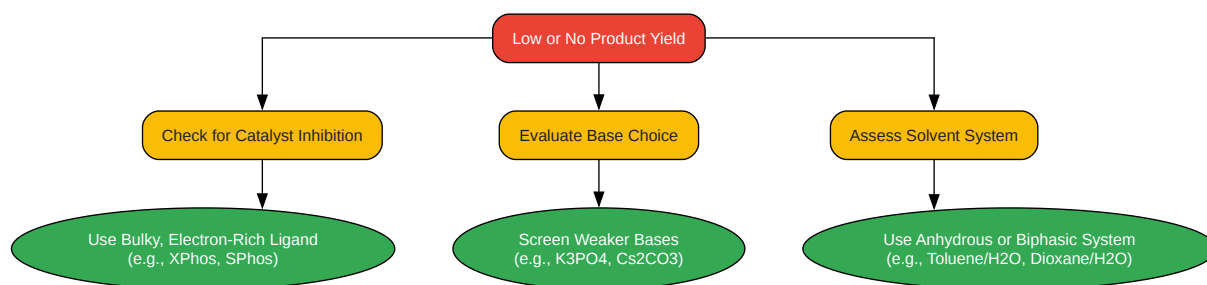 Low or No Product Yield
Check for Catalyst Inhibition
Evaluate Base Choice
Assess Solvent System
Use Bulky, Electron-Rich Ligand
(e.g., XPhos, SPhos)
Screen Weaker Bases
(e.g., K3PO4, Cs2CO3)
Use Anhydrous or Biphasic System
(e.g., Toluene/H2O, Dioxane/H2O)